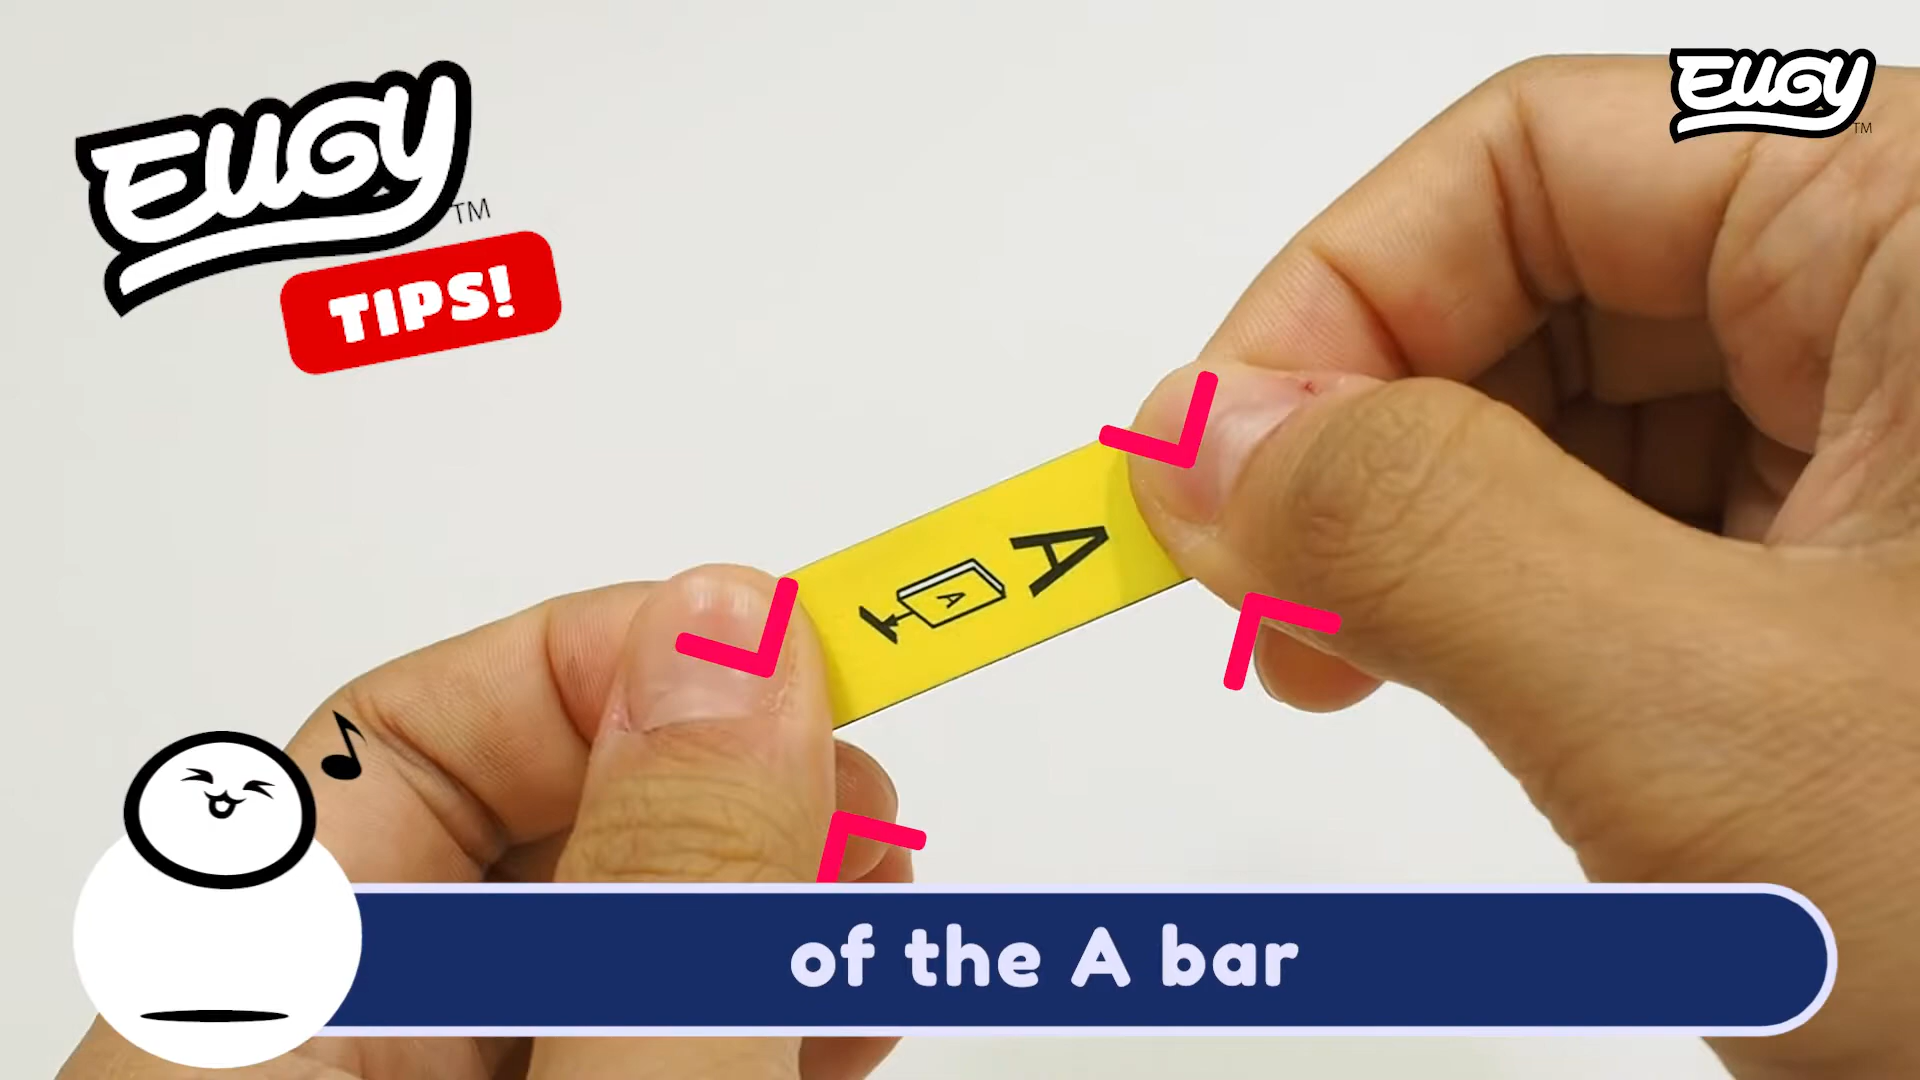 EUGY
TM
TIPS!
EUGY
TM
A
A
of the A bar